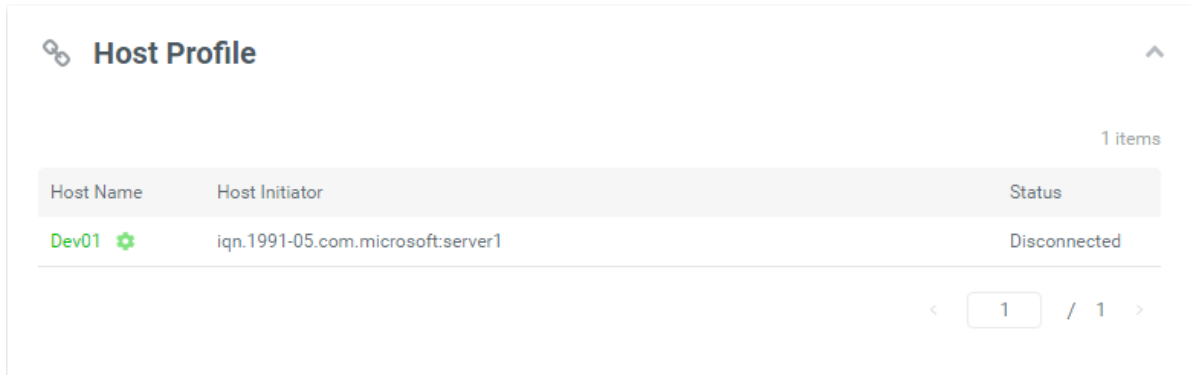 Host Profile
1 items
Host Name Host Initiator Status
Dev01 iqn.1991-05.com.microsoft:server1 Disconnected
< 1 / 1 >